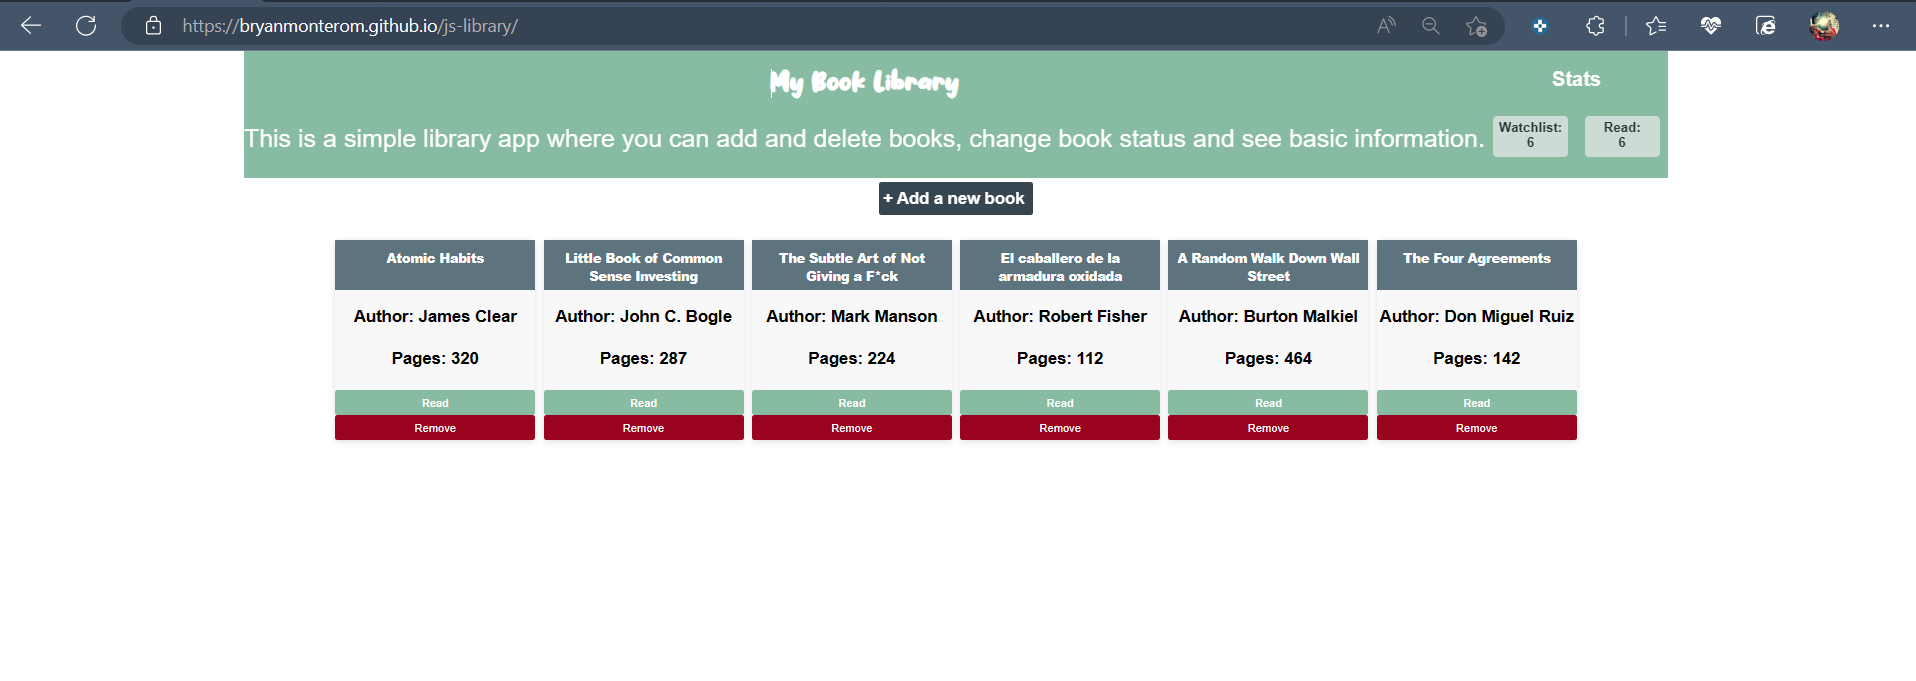 https://bryanmonterom.github.io/js-library/
My Book Library
Stats
This is a simple library app where you can add and delete books, change book status and see basic information.
Watchlist:
6
Read:
6
+ Add a new book
Atomic Habits
Author: James Clear
Pages: 320
Read
Remove
Little Book of Common
Sense Investing
Author: John C. Bogle
Pages: 287
Read
Remove
The Subtle Art of Not
Giving a F*ck
Author: Mark Manson
Pages: 224
Read
Remove
El caballero de la
armadura oxidada
Author: Robert Fisher
Pages: 112
Read
Remove
A Random Walk Down Wall
Street
Author: Burton Malkiel
Pages: 464
Read
Remove
The Four Agreements
Author: Don Miguel Ruiz
Pages: 142
Read
Remove